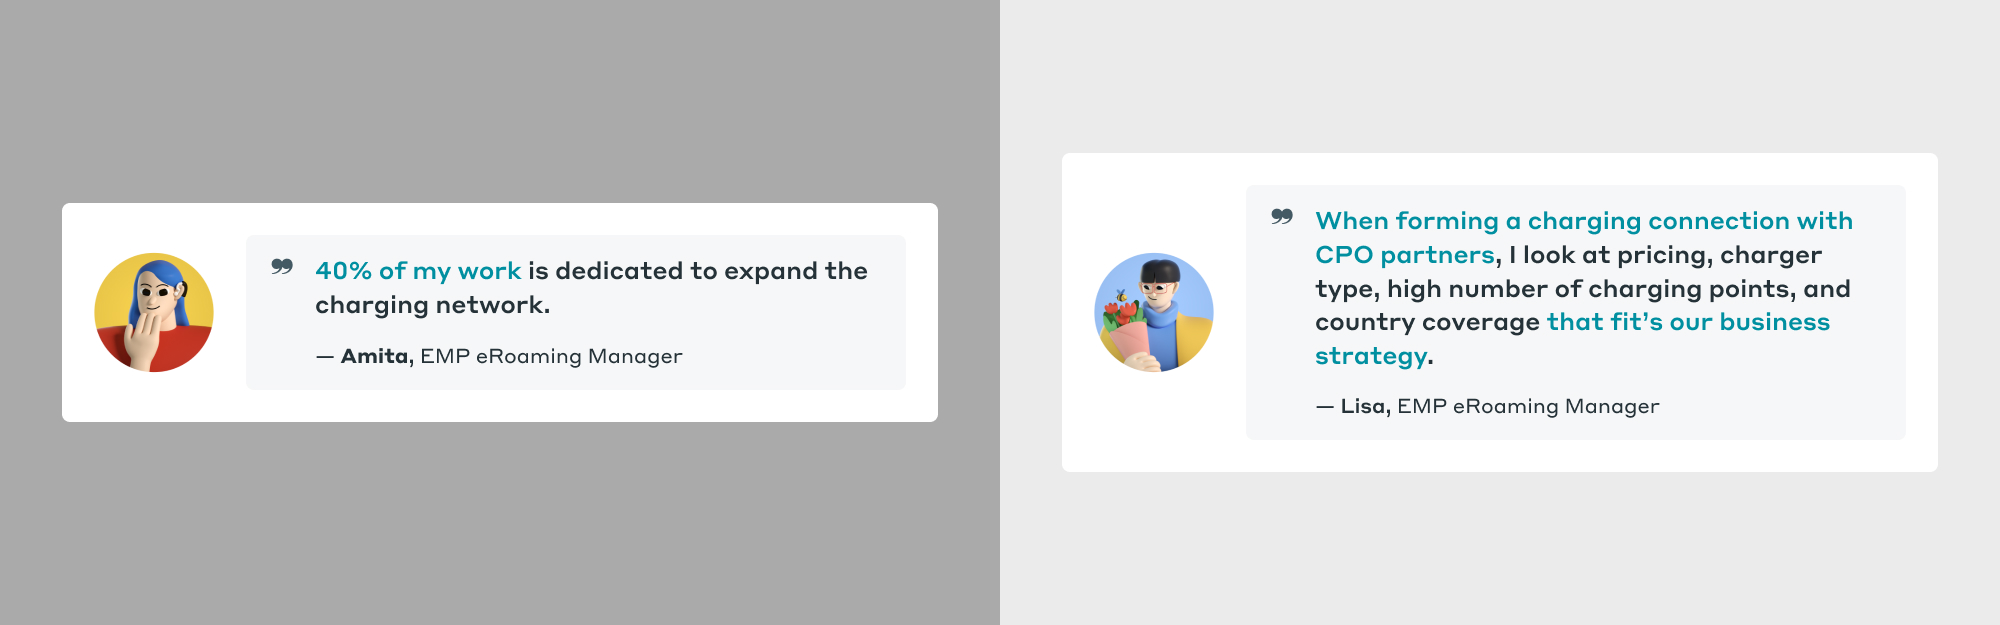 ” 40% of my work is dedicated to expand the
charging network.
— Amita, EMP eRoaming Manager
” When forming a charging connection with
CPO partners, I look at pricing, charger
type, high number of charging points, and
country coverage that fit’s our business
strategy.
— Lisa, EMP eRoaming Manager